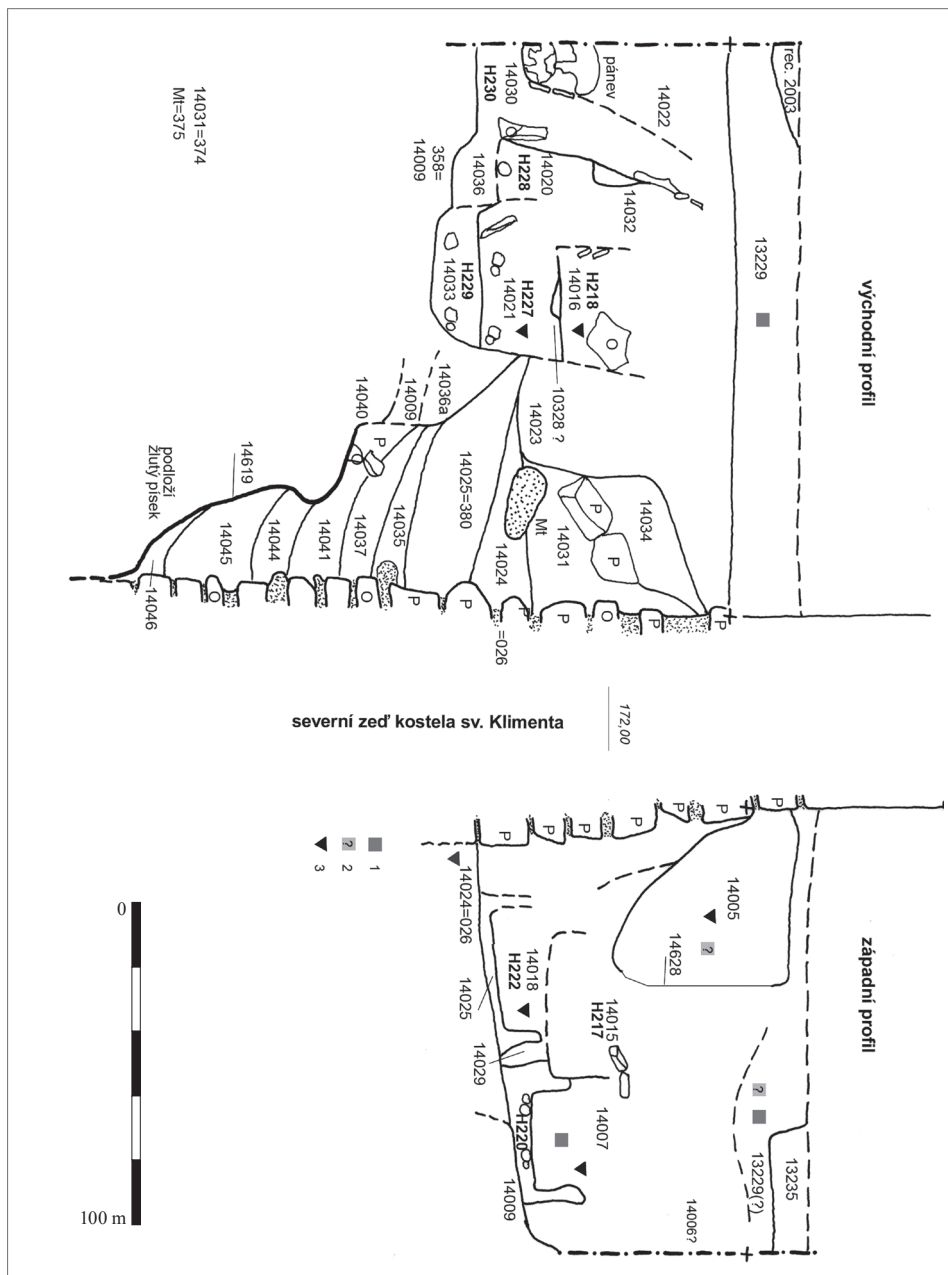 východní profil
rec. 2003
13229
14022
pánev
14030
H230
14020
H228
14032
14036
358=
14009
14031=374
Mt=375
H218
14016
O
H227
14021
H229
14033
10328 ?
14023
14036a
14009
14040
P
O
14025=380
14034
P
P
14031
Mt
14024
14035
14037
14041
14044
14045
14046
14619
podloží
žlutý písek
O
O
P
P
P
P
O
P
P
=026
severní zeď kostela sv. Klimenta
172,00
západní profil
P
P
P
P
P
P
P
P
14005
?
14628
14024=026
14018
H222
14025
14029
14015
H217
14007
H220
14009
?
13229(?)
13235
14006?
1
? 2
3
0
100 m